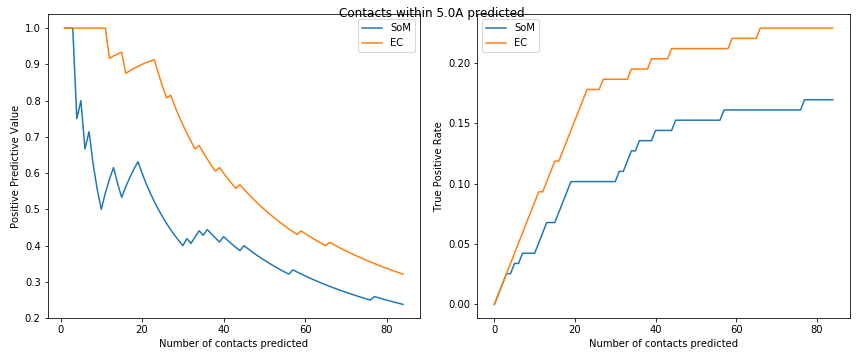 Contacts within 5.0A predicted
Positive Predictive Value
1.0
0.9
0.8
0.7
0.6
0.5
0.4
0.3
0.2
SoM
EC
0
20
40
60
80
Number of contacts predicted
True Positive Rate
0.20
0.15
0.10
0.05
0.00
SoM
EC
0
20
40
60
80
Number of contacts predicted